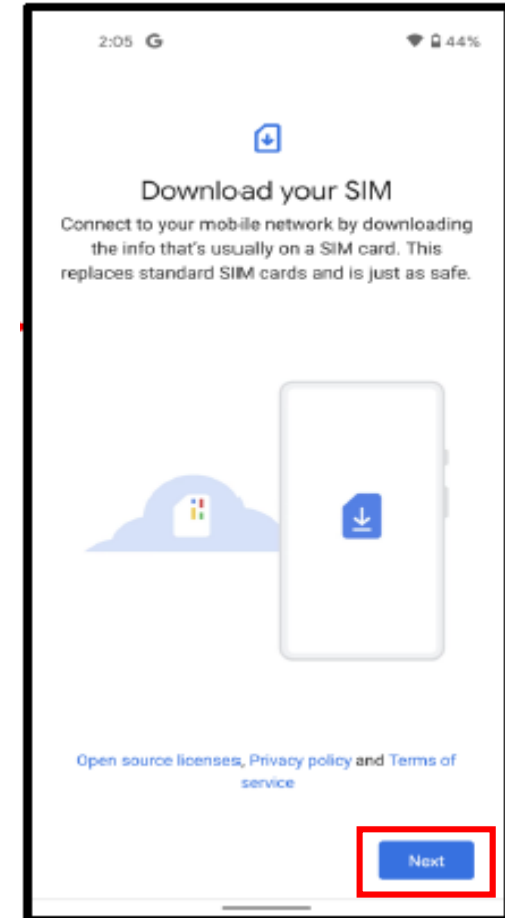 2:05 G 44%
Download your SIM
Connect to your mobile network by downloading
the info that's usually on a SIM card. This
replaces standard SIM cards and is just as safe.
Open source licenses, Privacy policy and Terms of
service
Next